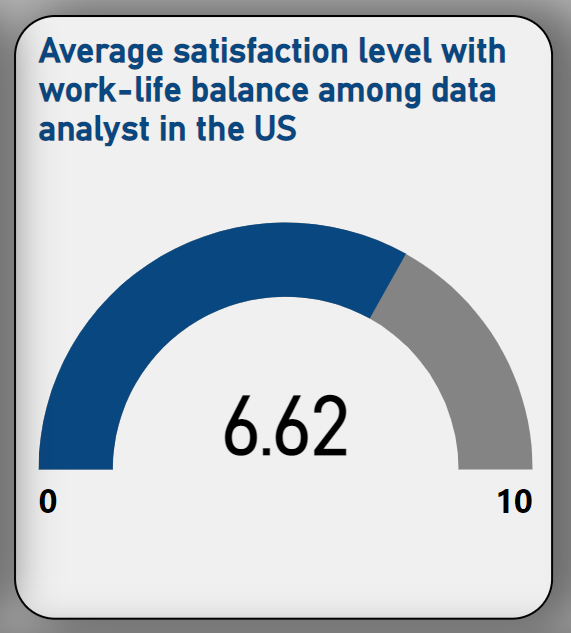 Average satisfaction level with
work-life balance among data
analyst in the US
6.62
0
10